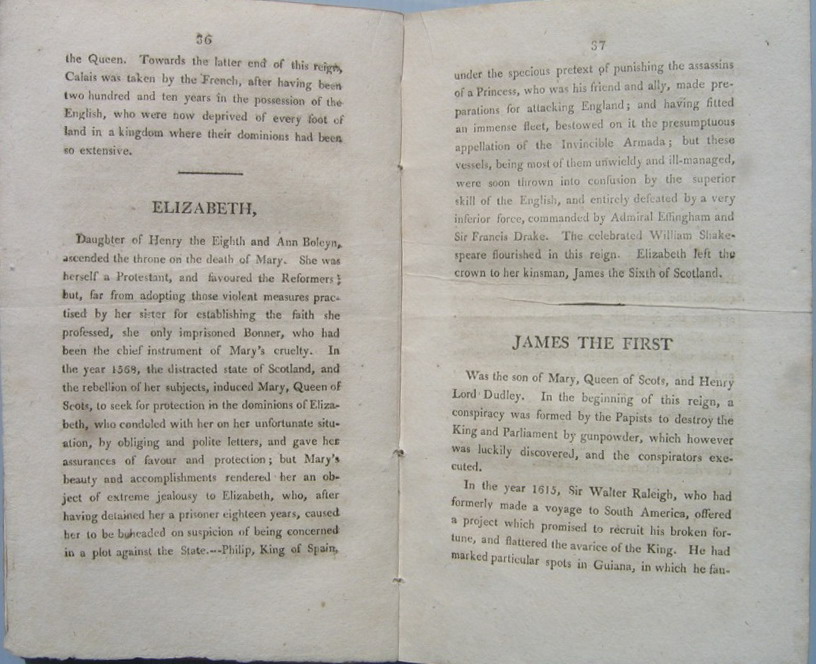 36
the Queen. Towards the latter end of this reign,
Calais was taken by the French, after having been
two hundred and ten years in the possession of the
English, who were now deprived of every foot of
land in a kingdom where their dominions had been
so extensive.
ELIZABETH,
Daughter of Henry the Eighth and Ann Boleyn,
ascended the throne on the death of Mary. She was
herself a Protestant, and favoured the Reformers;
but, far from adopting those violent measures prac-
tised by her sister for establishing the faith she
professed, she only imprisoned Bonner, who had
been the chief instrument of Mary's cruelty. In
the year 1568, the distracted state of Scotland, and
the rebellion of her subjects, induced Mary, Queen of
Scots, to seek for protection in the dominions of Eliza-
beth, who condoled with her on her unfortunate situ-
ation, by obliging and polite letters, and gave her
assurances of favour and protection; but Mary's
beauty and accomplishments rendered her an ob-
ject of extreme jealousy to Elizabeth, who, after
having detained her a prisoner eighteen years, caused
her to be beheaded on suspicion of being concerned
in a plot against the State.--Philip, King of Spain,
37
under the specious pretext of punishing the assassins
of a Princess, who was his friend and ally, made pre-
parations for attacking England; and having fitted
an immense fleet, bestowed on it the presumptuous
appellation of the Invincible Armada; but these
vessels, being most of them unwieldy and ill-managed,
were soon thrown into confusion by the superior
skill of the English, and entirely defeated by a very
inferior force, commanded by Admiral Effingham and
Sir Francis Drake. The celebrated William Shake-
speare flourished in this reign. Elizabeth left the
crown to her kinsman, James the Sixth of Scotland.
JAMES THE FIRST
Was the son of Mary, Queen of Scots, and Henry
Lord Dudley. In the beginning of this reign, a
conspiracy was formed by the Papists to destroy the
King and Parliament by gunpowder, which however
was luckily discovered, and the conspirators exe-
cuted.
In the year 1615, Sir Walter Raleigh, who had
formerly made a voyage to South America, offered
a project which promised to recruit his broken for-
tune, and flattered the avarice of the King. He had
marked particular spots in Guiana, in which he fan-